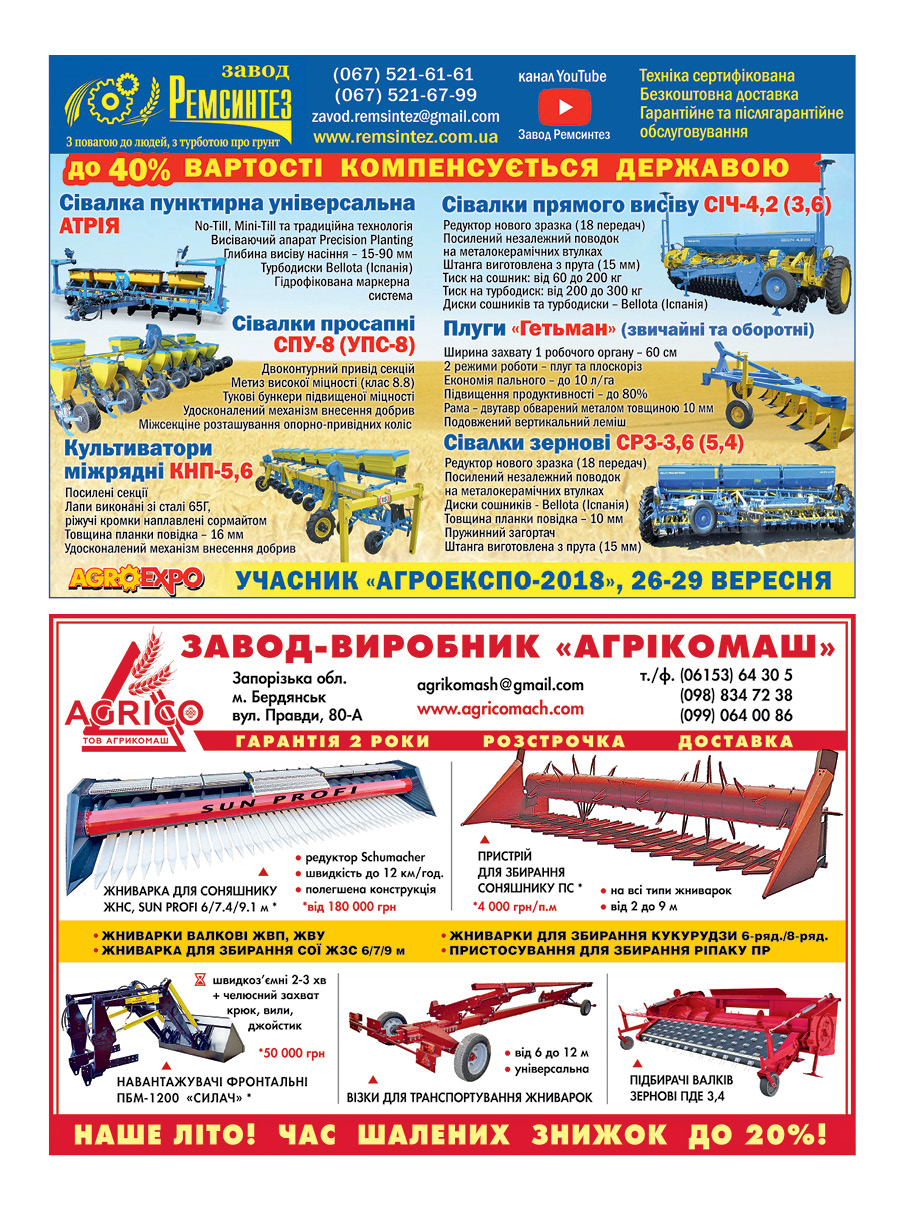 завод
Ремсинтез
З повагою до людей, з турботою про грунт
(067) 521-61-61
(067) 521-67-99
zavod.remsintez@gmail.com
www.remsintez.com.ua
канал YouTube
Завод Ремсинтез
Техніка сертифікована
Безкоштовна доставка
Гарантійне та післягарантійне
обслуговування
до 40% ВАРТОСТІ КОМПЕНСУЄТЬСЯ ДЕРЖАВОЮ
Сівалка пунктирна універсальна
АТРІЯ
No-Till, Mini-Till та традиційна технологія
Висіваючий апарат Precision Planting
Глибина висіву насіння – 15-90 мм
Турбодиски Bellota (Іспанія)
Гідрофікована маркерна
система
Сівалки просапні
СПУ-8 (УПС-8)
Двоконтурний привід секцій
Метиз високої міцності (клас 8.8)
Тукові бункери підвищеної міцності
Удосконалений механізм внесення добрив
Міжсекційне розташування опорно-привідних коліс
Культиватори
міжрядні КНП-5,6
Посилені секції
Лапи виконані зі сталі 65Г,
ріжучі кромки наплавлені сормайтом
Товщина планки повідка – 16 мм
Удосконалений механізм внесення добрив
Сівалки прямого висіву СІЧ-4,2 (3,6)
Редуктор нового зразка (18 передач)
Посилений незалежний поводок
на металокерамічних втулках
Штанга виготовлена з прута (15 мм)
Тиск на сошник: від 60 до 200 кг
Тиск на турбодиск: від 200 до 300 кг
Диски сошників та турбодиски – Bellota (Іспанія)
Плуги «Гетьман» (звичайні та оборотні)
Ширина захвату 1 робочого органу – 60 см
2 режими роботи – плуг та плоскоріз
Економія пального – до 10 л/га
Підвищення продуктивності – до 80%
Рама – двутавр обварений металом товщиною 10 мм
Подовжений вертикальний леміш
Сівалки зернові СРЗ-3,6 (5,4)
Редуктор нового зразка (18 передач)
Посилений незалежний поводок
на металокерамічних втулках
Диски сошників - Bellota (Іспанія)
Товщина планки повідка – 10 мм
Пружинний загортач
Штанга виготовлена з прута (15 мм)
AGROEXPO
УЧАСНИК «АГРОЕКСПО-2018», 26-29 ВЕРЕСНЯ
AGRICO
ТОВ АГРИКОМАШ
ЗАВОД-ВИРОБНИК «АГРІКОМАШ»
Запорізька обл.
м. Бердянськ
вул. Правди, 80-А
agrikomash@gmail.com
www.agricomach.com
т./ф. (06153) 64 30 5
(098) 834 72 38
(099) 064 00 86
ГАРАНТІЯ 2 РОКИ РОЗСТРОЧКА ДОСТАВКА
SUN PROFI
ЖНИВАРКА ДЛЯ СОНЯШНИКУ
ЖНС, SUN PROFI 6/7.4/9.1 м *
• редуктор Schumacher
• швидкість до 12 км/год.
• полегшена конструкція
*від 180 000 грн
ПРИСТРІЙ
ДЛЯ ЗБИРАННЯ
СОНЯШНИКУ ПС *
*4 000 грн/п.м
• на всі типи жниварок
• від 2 до 9 м
• ЖНИВАРКИ ВАЛКОВІ ЖВП, ЖВУ
• ЖНИВАРКА ДЛЯ ЗБИРАННЯ СОЇ ЖЗС 6/7/9 м
• ЖНИВАРКИ ДЛЯ ЗБИРАННЯ КУКУРУДЗИ 6-ряд./8-ряд.
• ПРИСТОСУВАННЯ ДЛЯ ЗБИРАННЯ РІПАКУ ПР
швидкоз’ємні 2-3 хв
+ челюсний захват
крюк, вили,
джойстик
*50 000 грн
НАВАНТАЖУВАЧІ ФРОНТАЛЬНІ
ПБМ-1200 «СИЛАЧ» *
• від 6 до 12 м
• універсальна
ВІЗКИ ДЛЯ ТРАНСПОРТУВАННЯ ЖНИВАРОК
ПІДБИРАЧІ ВАЛКІВ
ЗЕРНОВІ ПДЕ 3,4
НАШЕ ЛІТО! ЧАС ШАЛЕНИХ ЗНИЖОК ДО 20%!